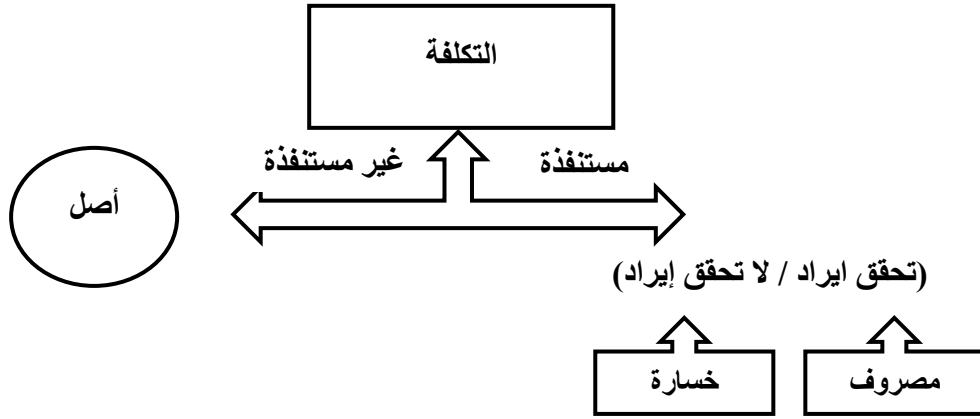 التكلفة
مستنفذة
غير مستنفذة
أصل
(تحقق ايراد / لا تحقق إيراد)
مصروف
خسارة